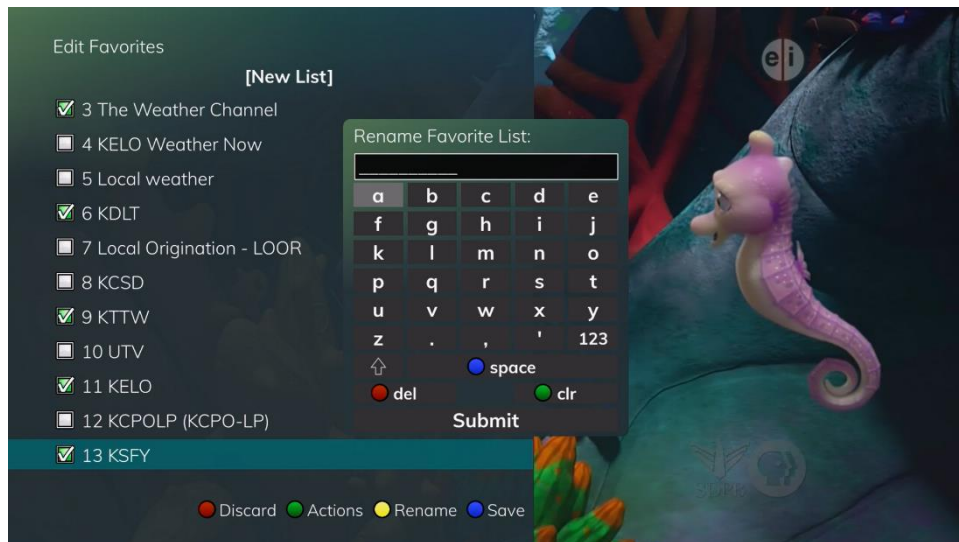 Edit Favorites
[New List]
3 The Weather Channel
4 KELO Weather Now
5 Local weather
6 KDLT
7 Local Origination - LOOR
8 KCSD
9 KTTW
10 UTV
11 KELO
12 KCPOLP (KCPO-LP)
13 KSFY
Discard Actions Rename Save
Rename Favorite List:
__________
a b c d e
f g h i j
k l m n o
p q r s t
u v w x y
z . , ' 123
space
del clr
Submit
e i
SDPB